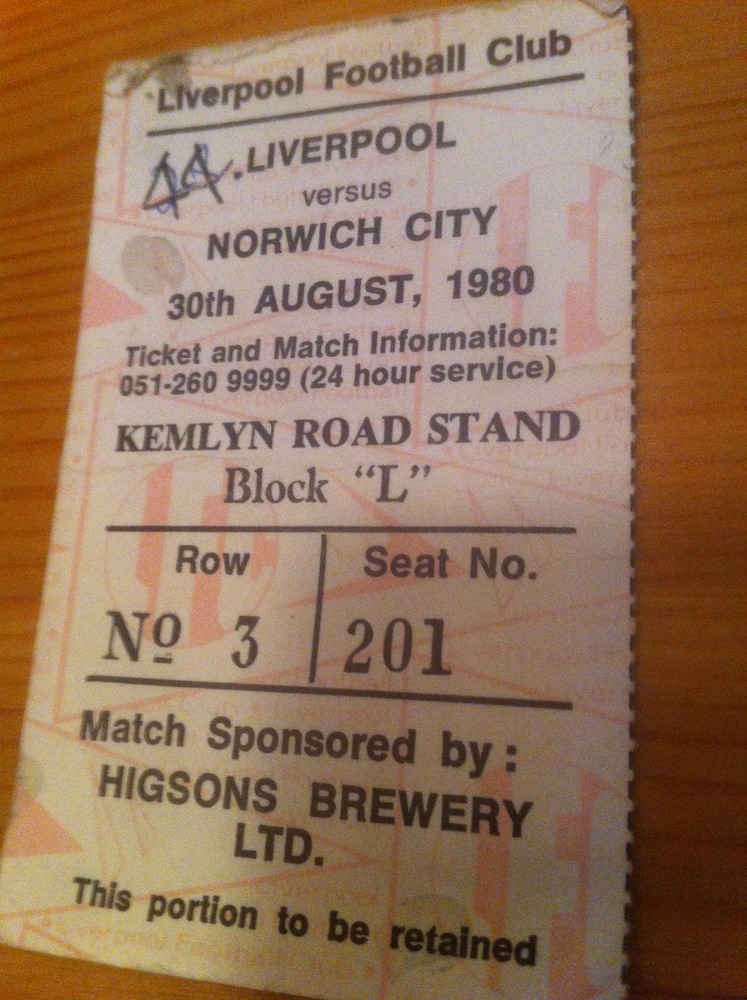 Liverpool Football Club
44.LIVERPOOL
versus
NORWICH CITY
30th AUGUST, 1980
Ticket and Match Information:
051-260 9999 (24 hour service)
KEMLYN ROAD STAND
Block “L”
Row Seat No.
Nº 3 201
Match Sponsored by :
HIGSONS BREWERY
LTD.
This portion to be retained